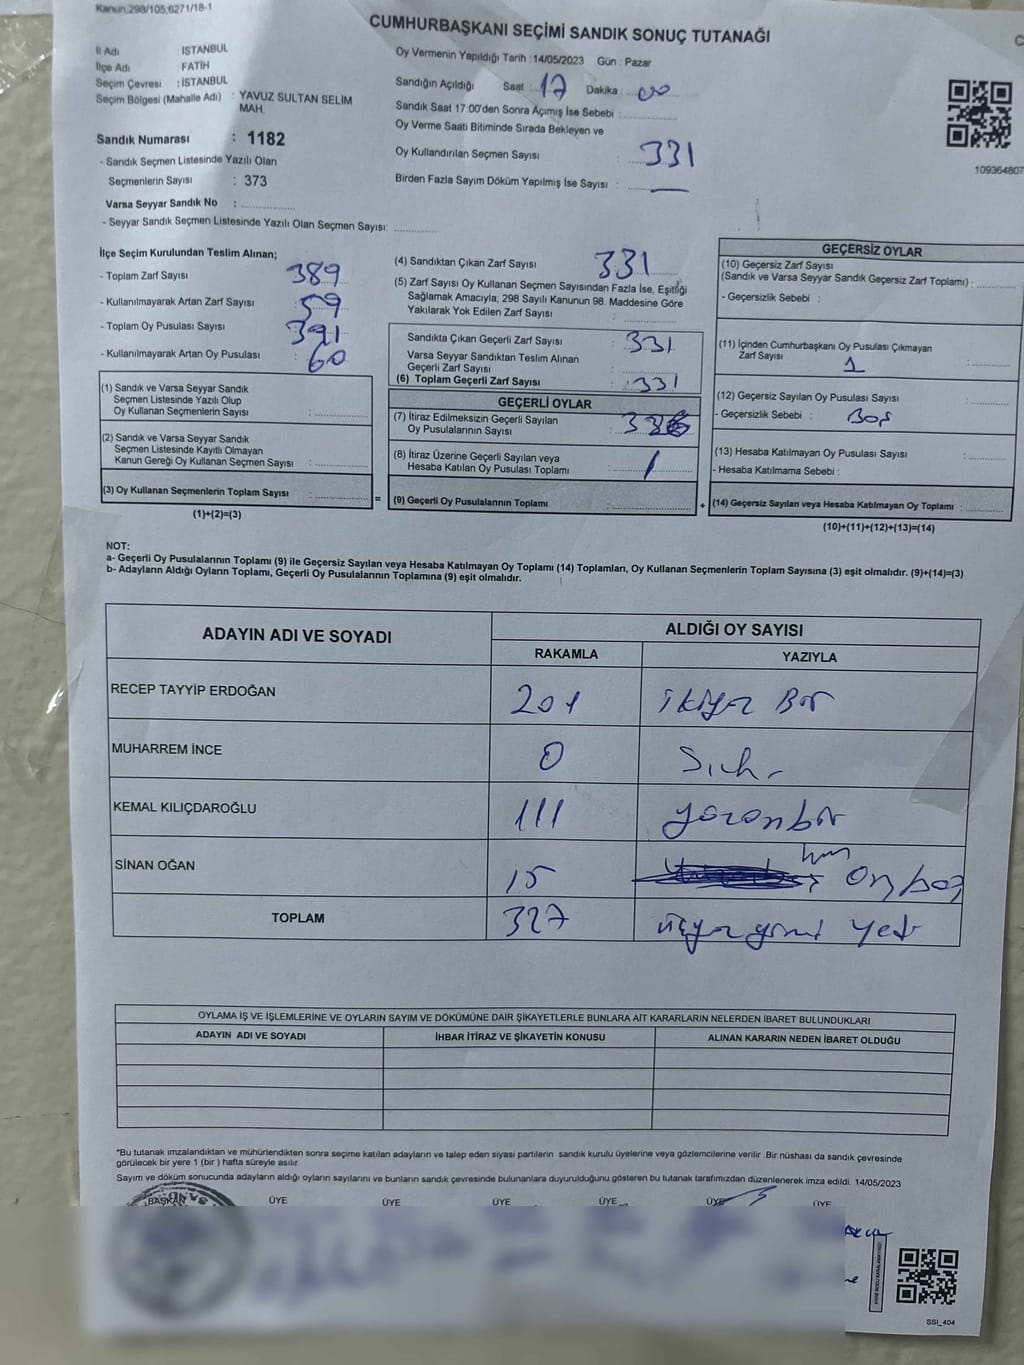 Kanun:298/105,6271/18-1
CUMHURBAŞKANI SEÇİMİ SANDIK SONUÇ TUTANAĞI
İl Adı : İSTANBUL
İlçe Adı : FATİH
Seçim Çevresi : İSTANBUL
Seçim Bölgesi (Mahalle Adı) : YAVUZ SULTAN SELİM MAH.
Sandık Numarası : 1182
- Sandık Seçmen Listesinde Yazılı Olan
Seçmenlerin Sayısı : 373
Varsa Seyyar Sandık No :
- Seyyar Sandık Seçmen Listesinde Yazılı Olan Seçmen Sayısı:
Oy Vermenin Yapıldığı Tarih : 14/05/2023 Gün : Pazar
Sandığın Açıldığı Saat : 17 Dakika : 00
Sandık Saat 17:00'den Sonra Açımış İse Sebebi :
Oy Verme Saati Bitiminde Sırada Bekleyen ve
Oy Kullandırılan Seçmen Sayısı : 331
Birden Fazla Sayım Döküm Yapılmış İse Sayısı : —
109364807
İlçe Seçim Kurulundan Teslim Alınan;
- Toplam Zarf Sayısı : 389
- Kullanılmayarak Artan Zarf Sayısı : 59
- Toplam Oy Pusulası Sayısı : 391
- Kullanılmayarak Artan Oy Pusulası : 60
(1) Sandık ve Varsa Seyyar Sandık
Seçmen Listesinde Yazılı Olup
Oy Kullanan Seçmenlerin Sayısı :
(2) Sandık ve Varsa Seyyar Sandık
Seçmen Listesinde Kayıtlı Olmayan
Kanun Gereği Oy Kullanan Seçmen Sayısı :
(3) Oy Kullanan Seçmenlerin Toplam Sayısı :
(1)+(2)=(3)
=
(4) Sandıktan Çıkan Zarf Sayısı : 331
(5) Zarf Sayısı Oy Kullanan Seçmen Sayısından Fazla İse, Eşitliği
Sağlamak Amacıyla; 298 Sayılı Kanunun 98. Maddesine Göre
Yakılarak Yok Edilen Zarf Sayısı :
Sandıkta Çıkan Geçerli Zarf Sayısı : 331
Varsa Seyyar Sandıktan Teslim Alınan
Geçerli Zarf Sayısı :
(6) Toplam Geçerli Zarf Sayısı : 331
GEÇERLİ OYLAR
(7) İtiraz Edilmeksizin Geçerli Sayılan
Oy Pusulalarının Sayısı :
(8) İtiraz Üzerine Geçerli Sayılan veya
Hesaba Katılan Oy Pusulası Toplamı : 1
(9) Geçerli Oy Pusulalarının Toplamı :
+
GEÇERSİZ OYLAR
(10) Geçersiz Zarf Sayısı
(Sandık ve Varsa Seyyar Sandık Geçersiz Zarf Toplamı) :
- Geçersizlik Sebebi :
(11) İçinden Cumhurbaşkanı Oy Pusulası Çıkmayan
Zarf Sayısı : 1
(12) Geçersiz Sayılan Oy Pusulası Sayısı :
- Geçersizlik Sebebi : Boş
(13) Hesaba Katılmayan Oy Pusulası Sayısı :
- Hesaba Katılmama Sebebi :
(14) Geçersiz Sayılan veya Hesaba Katılmayan Oy Toplamı :
(10)+(11)+(12)+(13)=(14)
NOT:
a- Geçerli Oy Pusulalarının Toplamı (9) ile Geçersiz Sayılan veya Hesaba Katılmayan Oy Toplamı (14) Toplamları, Oy Kullanan Seçmenlerin Toplam Sayısına (3) eşit olmalıdır. (9)+(14)=(3)
b- Adayların Aldığı Oyların Toplamı, Geçerli Oy Pusulalarının Toplamına (9) eşit olmalıdır.
ADAYIN ADI VE SOYADI
ALDIĞI OY SAYISI
RAKAMLA YAZIYLA
RECEP TAYYİP ERDOĞAN 201 ikiyüz Bir
MUHARREM İNCE 0 Sıfır
KEMAL KILIÇDAROĞLU 111 yüzonbir
SİNAN OĞAN 15 On beş
TOPLAM 327 üçyüzyirmi yedi
OYLAMA İŞ VE İŞLEMLERİNE VE OYLARIN SAYIM VE DÖKÜMÜNE DAİR ŞİKAYETLERLE BUNLARA AİT KARARLARIN NELERDEN İBARET BULUNDUKLARI
ADAYIN ADI VE SOYADI İHBAR İTİRAZ VE ŞİKAYETİN KONUSU ALINAN KARARIN NEDEN İBARET OLDUĞU
*Bu tutanak imzalandıktan ve mühürlendikten sonra seçime katılan adayların ve talep eden siyasi partilerin sandık kurulu üyelerine veya gözlemcilerine verilir .Bir nüshası da sandık çevresinde
görülecek bir yere 1 (bir ) hafta süreyle asılır.
Sayım ve döküm sonucunda adayların aldığı oyların sayılarını ve bunların sandık çevresinde bulunanlara duyurulduğunu gösteren bu tutanak tarafımızdan düzenlenerek imza edildi. 14/05/2023
BAŞKAN ÜYE ÜYE ÜYE ÜYE ÜYE ÜYE
SSI_404